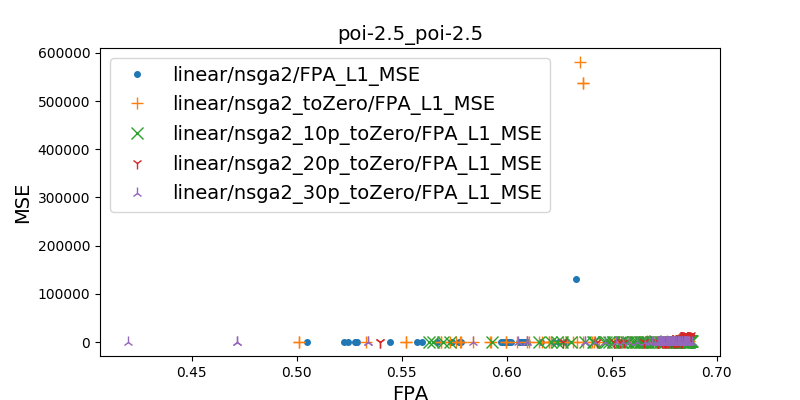 poi-2.5_poi-2.5
600000
500000
400000
300000
200000
100000
0
MSE
linear/nsga2/FPA_L1_MSE
linear/nsga2_toZero/FPA_L1_MSE
linear/nsga2_10p_toZero/FPA_L1_MSE
linear/nsga2_20p_toZero/FPA_L1_MSE
linear/nsga2_30p_toZero/FPA_L1_MSE
0.45 0.50 0.55 0.60 0.65 0.70
FPA